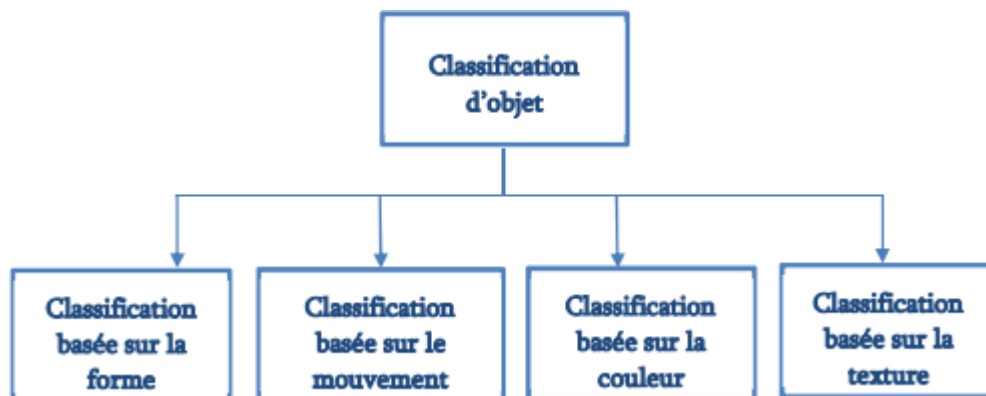 Classification
d'objet
Classification
basée sur la
forme
Classification
basée sur le
mouvement
Classification
basée sur la
couleur
Classification
basée sur la
texture